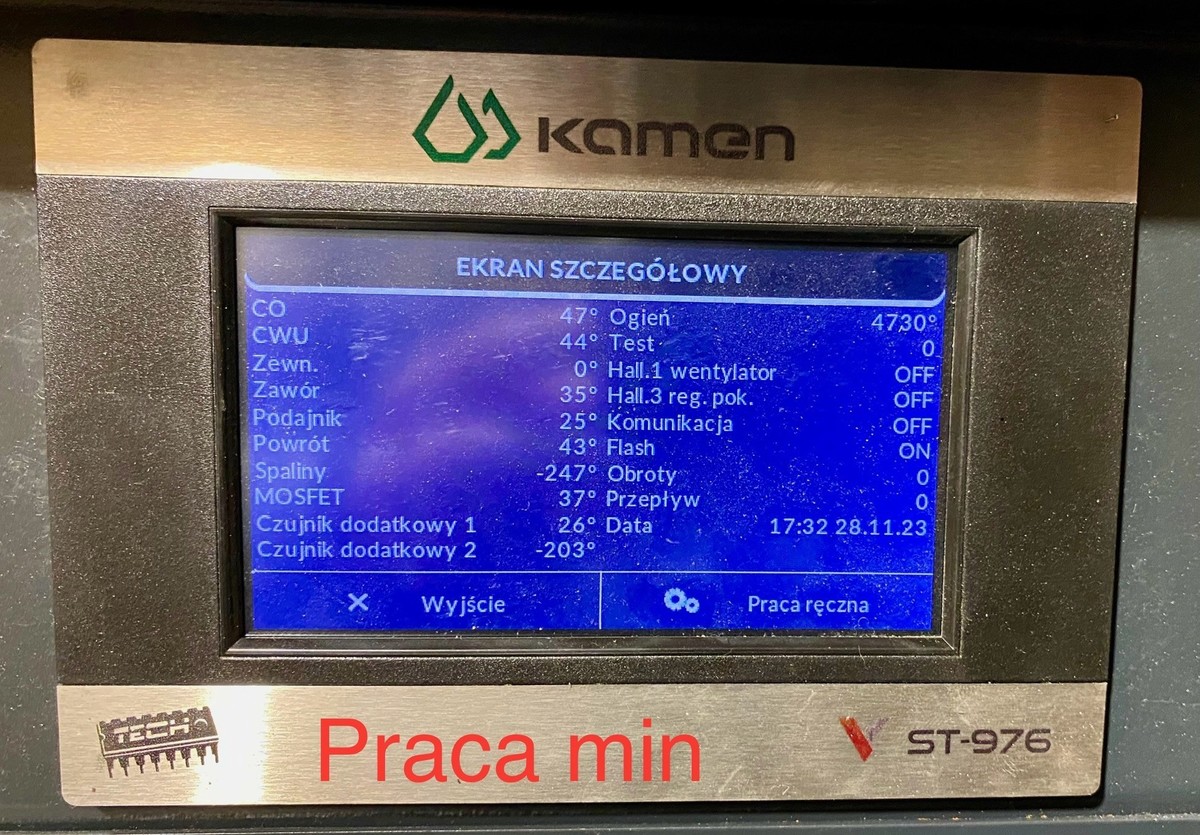 kamen
EKRAN SZCZEGÓŁOWY
CO 47°
CWU 44°
Zewn. 0°
Zawór 35°
Podajnik 25°
Powrót 43°
Spaliny -247°
MOSFET 37°
Czujnik dodatkowy 1 26°
Czujnik dodatkowy 2 -203°
Ogień 4730°
Test 0
Hall.1 wentylator OFF
Hall.3 reg. pok. OFF
Komunikacja OFF
Flash ON
Obroty 0
Przepływ 0
Data 17:32 28.11.23
Wyjście
Praca ręczna
TECH
Praca min
ST-976